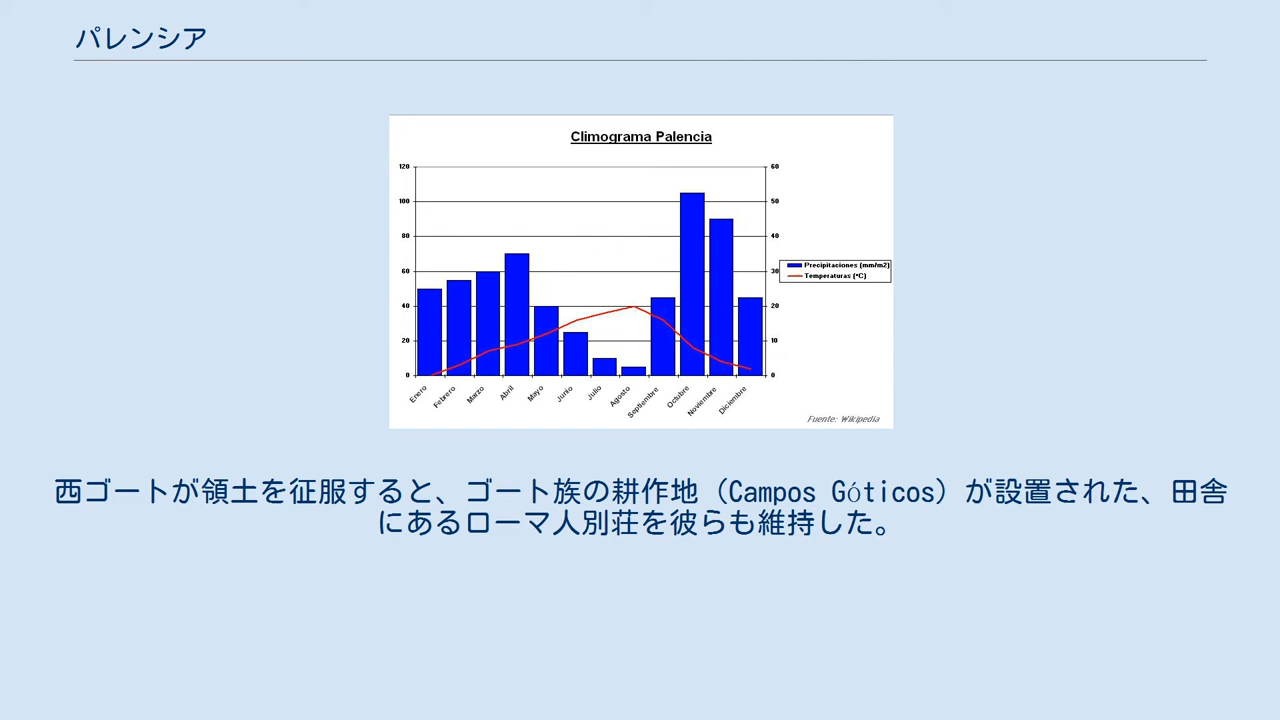 パレンシア
Climograma Palencia
120
100
80
60
40
20
0
60
50
40
30
20
10
0
Precipitaciones (mm/m2)
Temperaturas (ºC)
Enero
Febrero
Marzo
Abril
Mayo
Junio
Julio
Agosto
Septiembre
Octubre
Noviembre
Diciembre
Fuente: Wikipedia
西ゴートが領土を征服すると、ゴート族の耕作地（Campos Góticos）が設置された、田舎
にあるローマ人別荘を彼らも維持した。